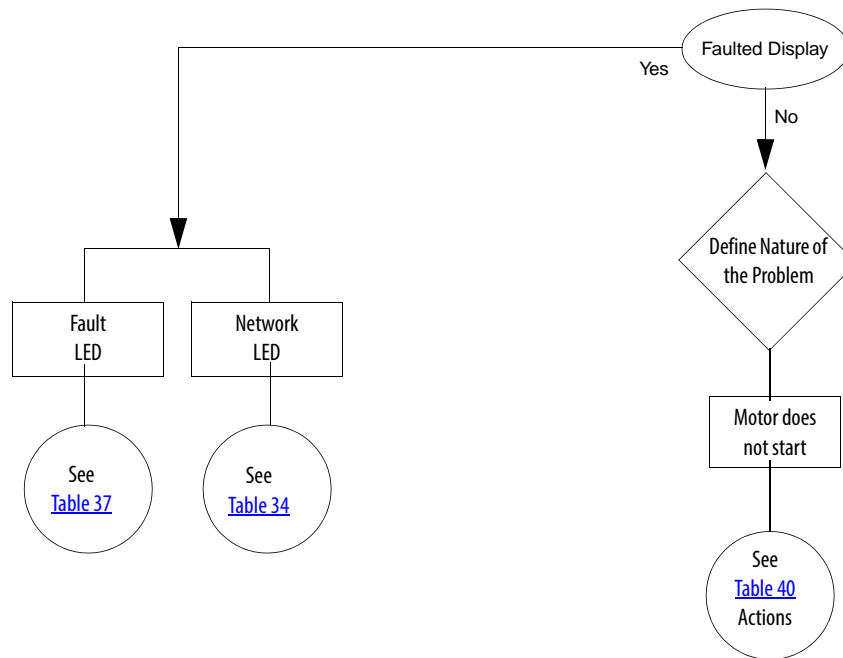 Faulted Display
Yes
No
Define Nature of
the Problem
Fault
LED
Network
LED
Motor does
not start
See
Table 37
See
Table 34
See
Table 40
Actions